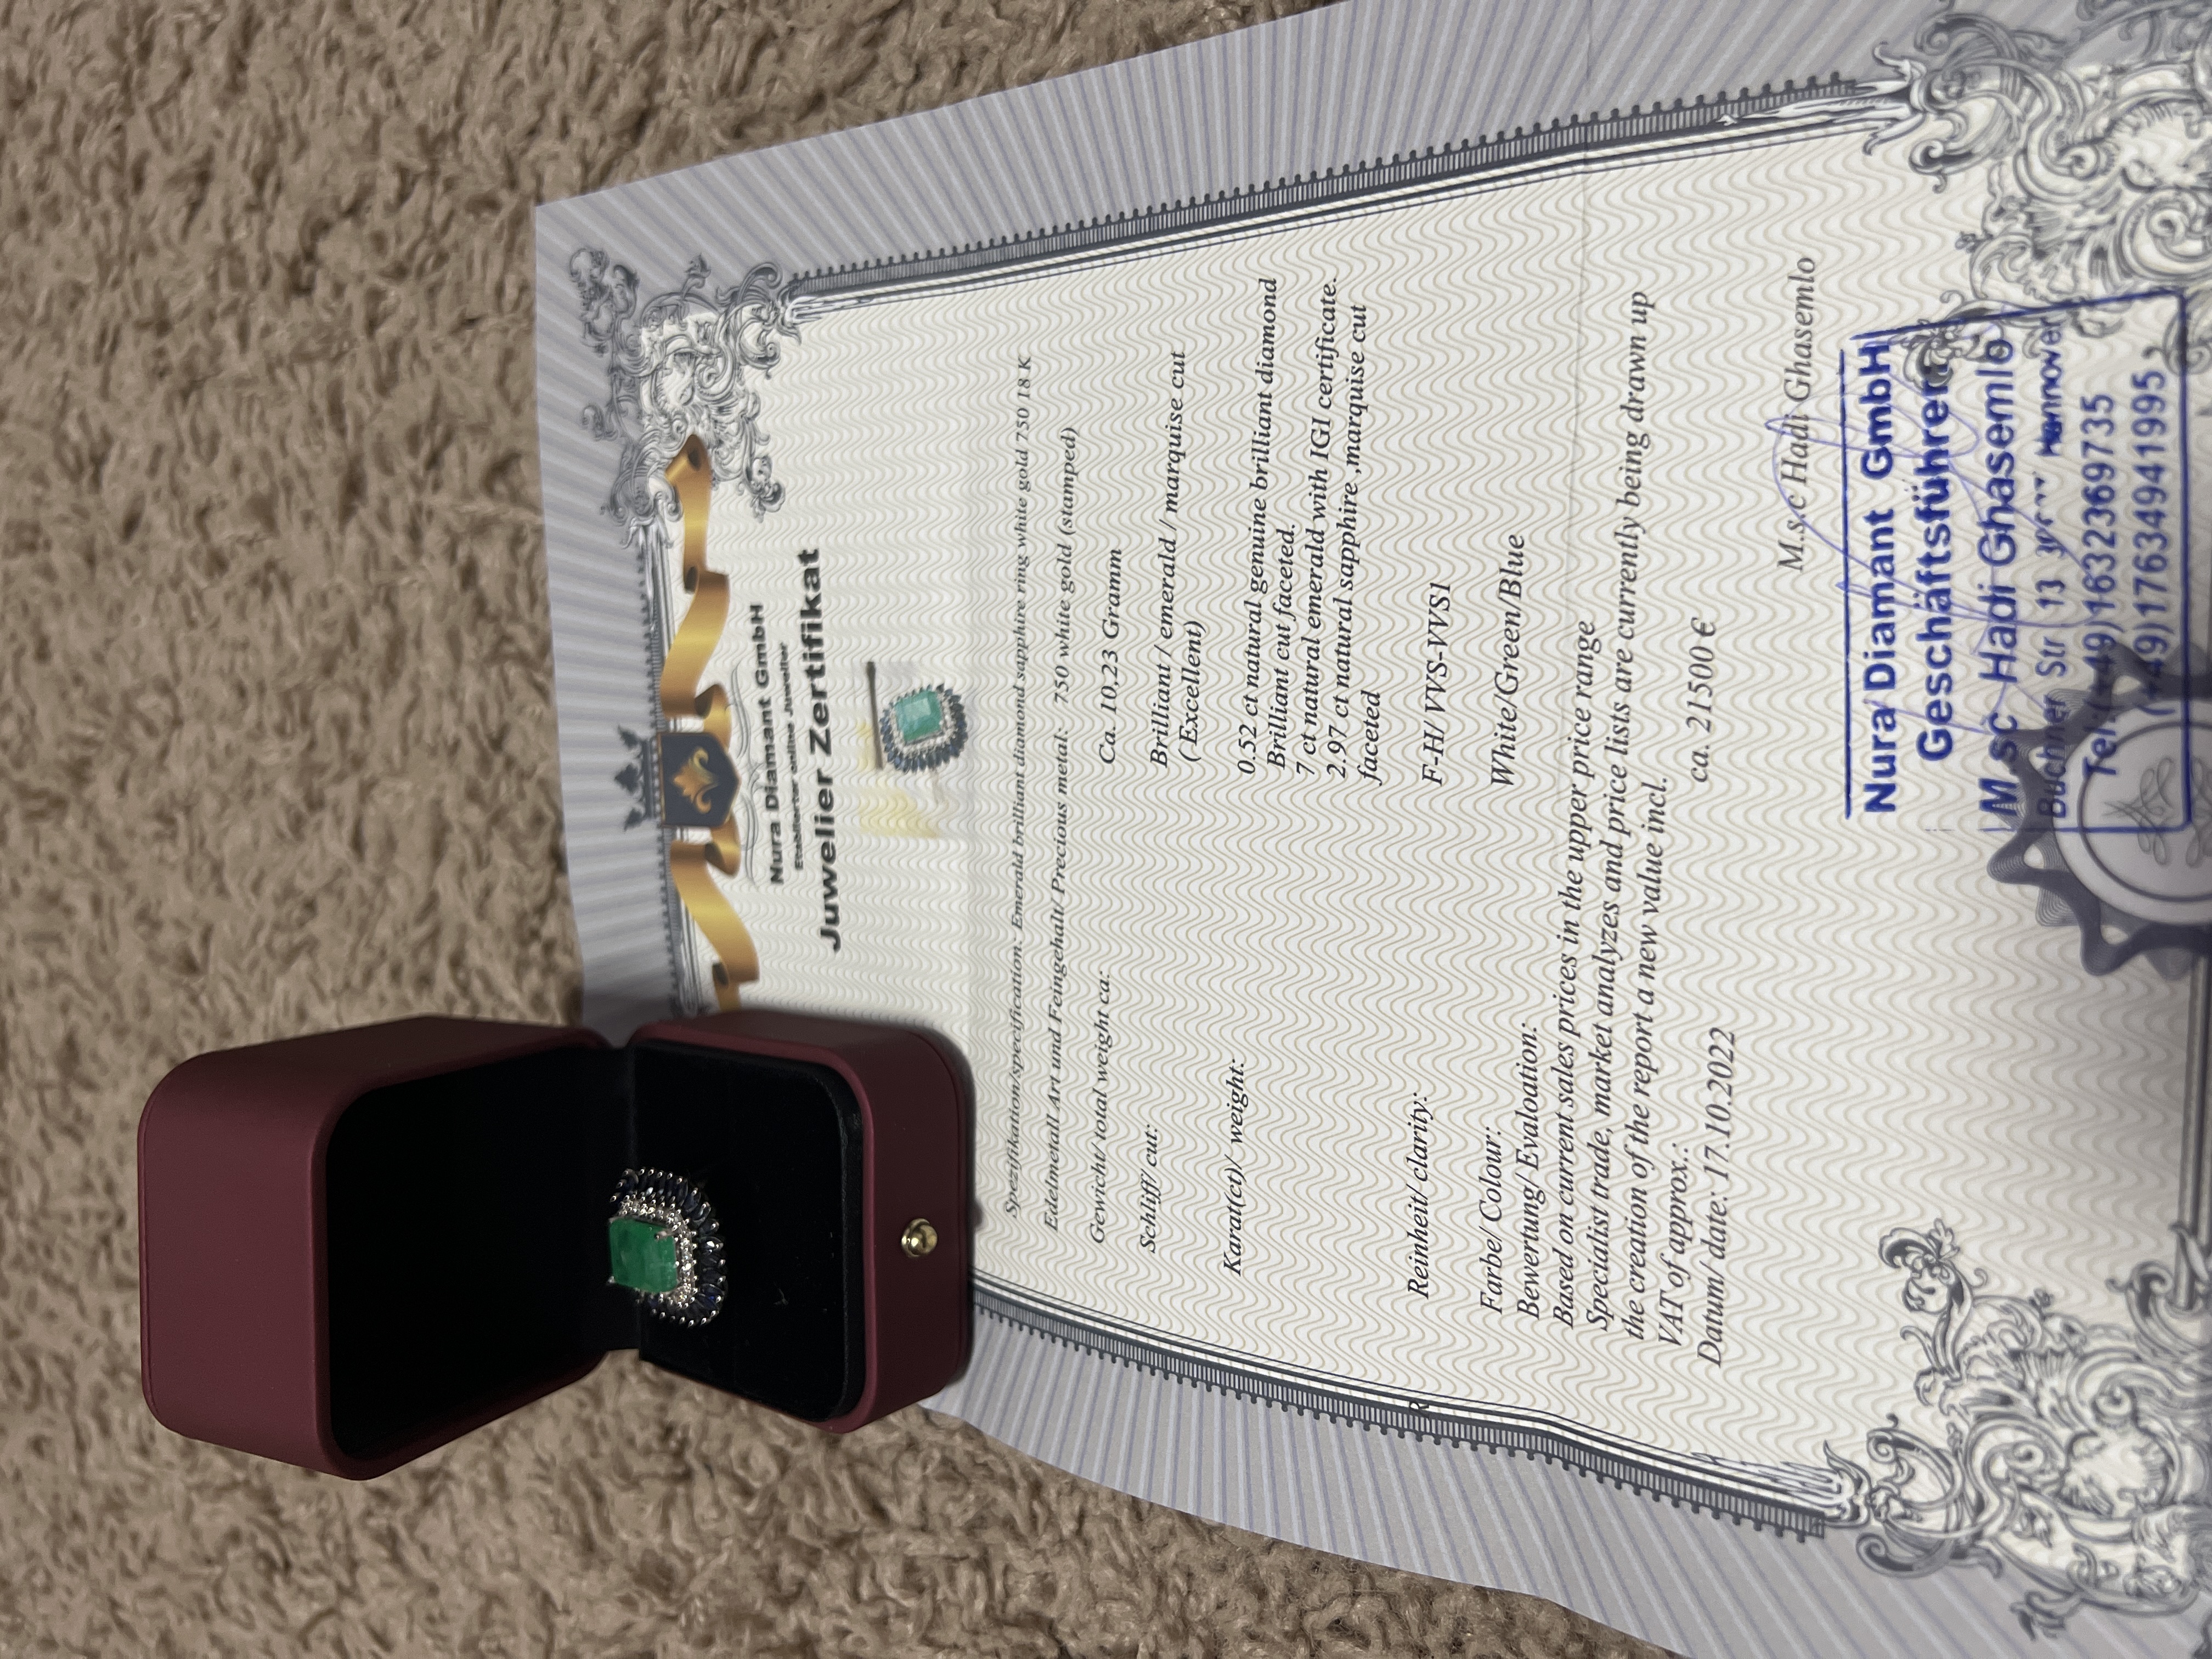 Nura Diamant GmbH
Etablierter online Juwelier
Juwelier Zertifikat
Spezifikation/specification: Emerald brilliant diamond sapphire ring white gold 750 18 K
Edelmetall Art und Feingehalt/ Precious metal: 750 white gold (stamped)
Gewicht/ total weight ca: Ca. 10,23 Gramm
Schliff/ cut: Brilliant / emerald / marquise cut
( Excellent)
Karat(ct)/ weight: 0.52 ct natural genuine brilliant diamond
Brilliant cut faceted.
7 ct natural emerald with IGI certificate.
2.97 ct natural sapphire ,marquise cut
faceted
R
Reinheit/ clarity: F-H/ VVS-VVS1
Farbe/ Colour: White/Green/Blue
Bewertung/ Evaloation:
Based on current sales prices in the upper price range
Specialist trade, market analyzes and price lists are currently being drawn up
the creation of the report a new value incl.
VAT of approx.: ca. 21500 €
Datum/ date: 17.10.2022
M.s.c Hadi Ghasemlo
Nura Diamant GmbH
Geschäftsführer
M sc Hadi Ghasemlo
Buchner Str 13 Hannover
Tel:(+49)1632369735
(+49)17634941995